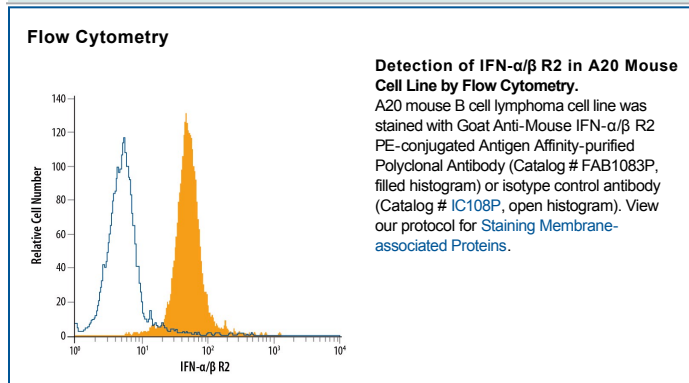 Flow Cytometry
Detection of IFN-α/β R2 in A20 Mouse
Cell Line by Flow Cytometry.
A20 mouse B cell lymphoma cell line was
stained with Goat Anti-Mouse IFN-α/β R2
PE-conjugated Antigen Affinity-purified
Polyclonal Antibody (Catalog # FAB1083P,
filled histogram) or isotype control antibody
(Catalog # IC108P, open histogram). View
our protocol for Staining Membrane-
associated Proteins.
Relative Cell Number
140
120
100
80
60
40
20
0
10⁰ 10¹ 10² 10³ 10⁴
IFN-α/β R2